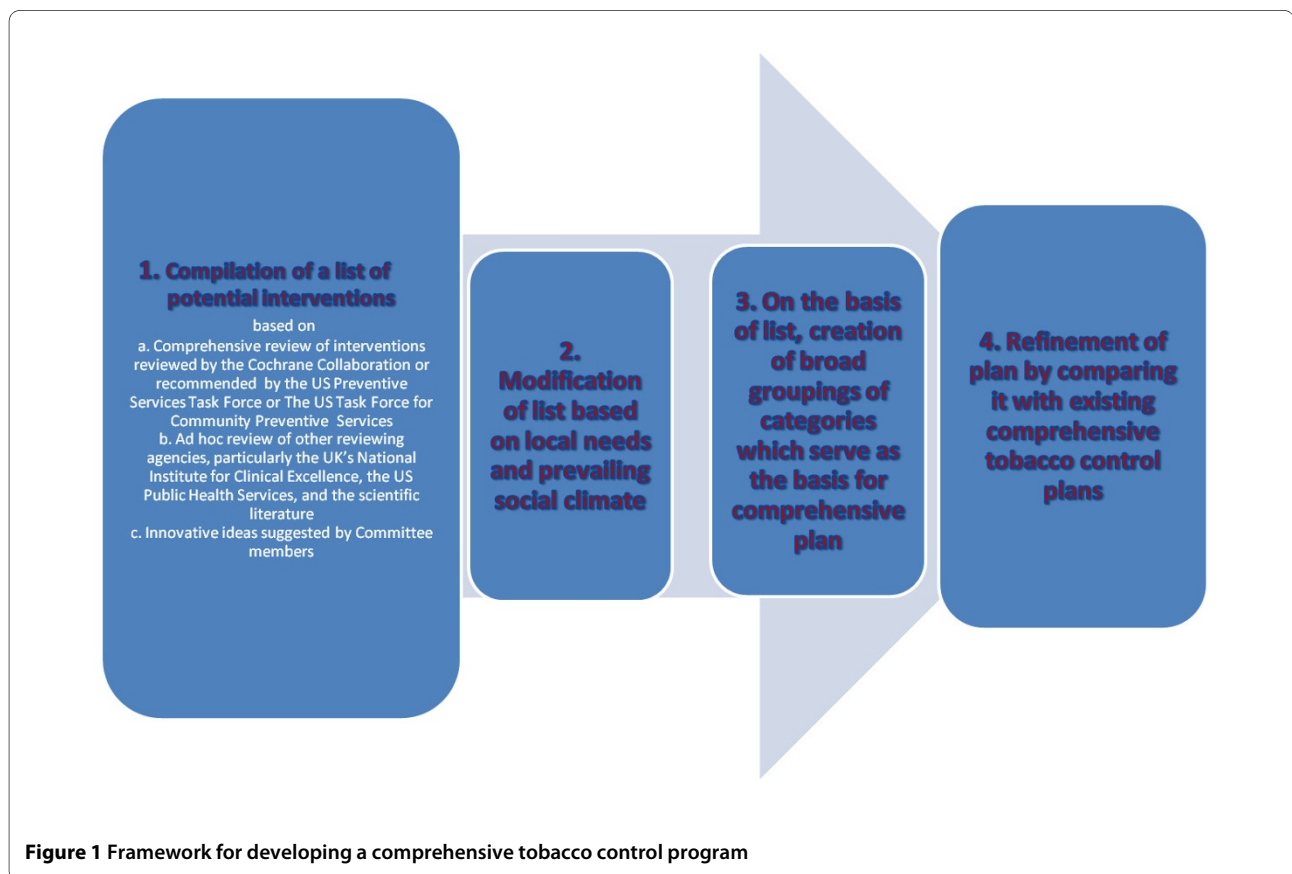 1. Compilation of a list of
potential interventions
based on
a. Comprehensive review of interventions
reviewed by the Cochrane Collaboration or
recommended by the US Preventive
Services Task Force or The US Task Force for
Community Preventive Services
b. Ad hoc review of other reviewing
agencies, particularly the UK's National
Institute for Clinical Excellence, the US
Public Health Services, and the scientific
literature
c. Innovative ideas suggested by Committee
members
2.
Modification
of list based
on local needs
and prevailing
social climate
3. On the basis
of list, creation
of broad
groupings of
categories
which serve as
the basis for
comprehensive
plan
4. Refinement of
plan by comparing
it with existing
comprehensive
tobacco control
plans
Figure 1 Framework for developing a comprehensive tobacco control program